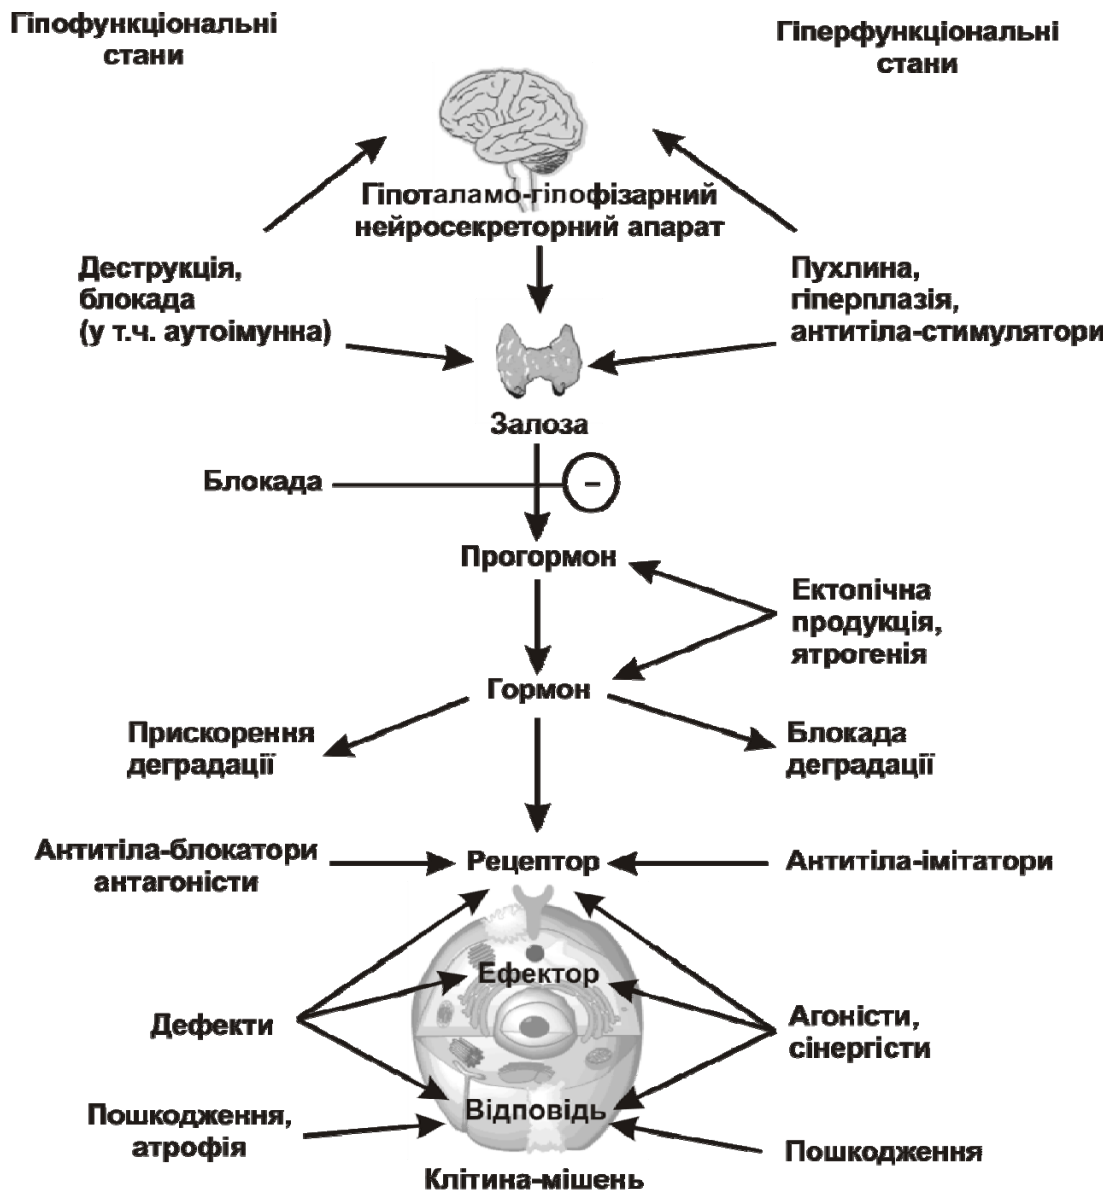 Гіпофункціональні
стани
Гіперфункціональні
стани
Гіпоталамо-гіпофізарний
нейросекреторний апарат
Деструкція,
блокада
(у т.ч. аутоімунна)
Пухлина,
гіперплазія,
антитіла-стимулятори
Залоза
Блокада
–
Прогормон
Ектопічна
продукція,
ятрогенія
Гормон
Прискорення
деградації
Блокада
деградації
Антитіла-блокатори
антагоністи
Рецептор
Антитіла-імітатори
Ефектор
Дефекти
Агоністи,
сінергісти
Відповідь
Пошкодження,
атрофія
Пошкодження
Клітина-мішень